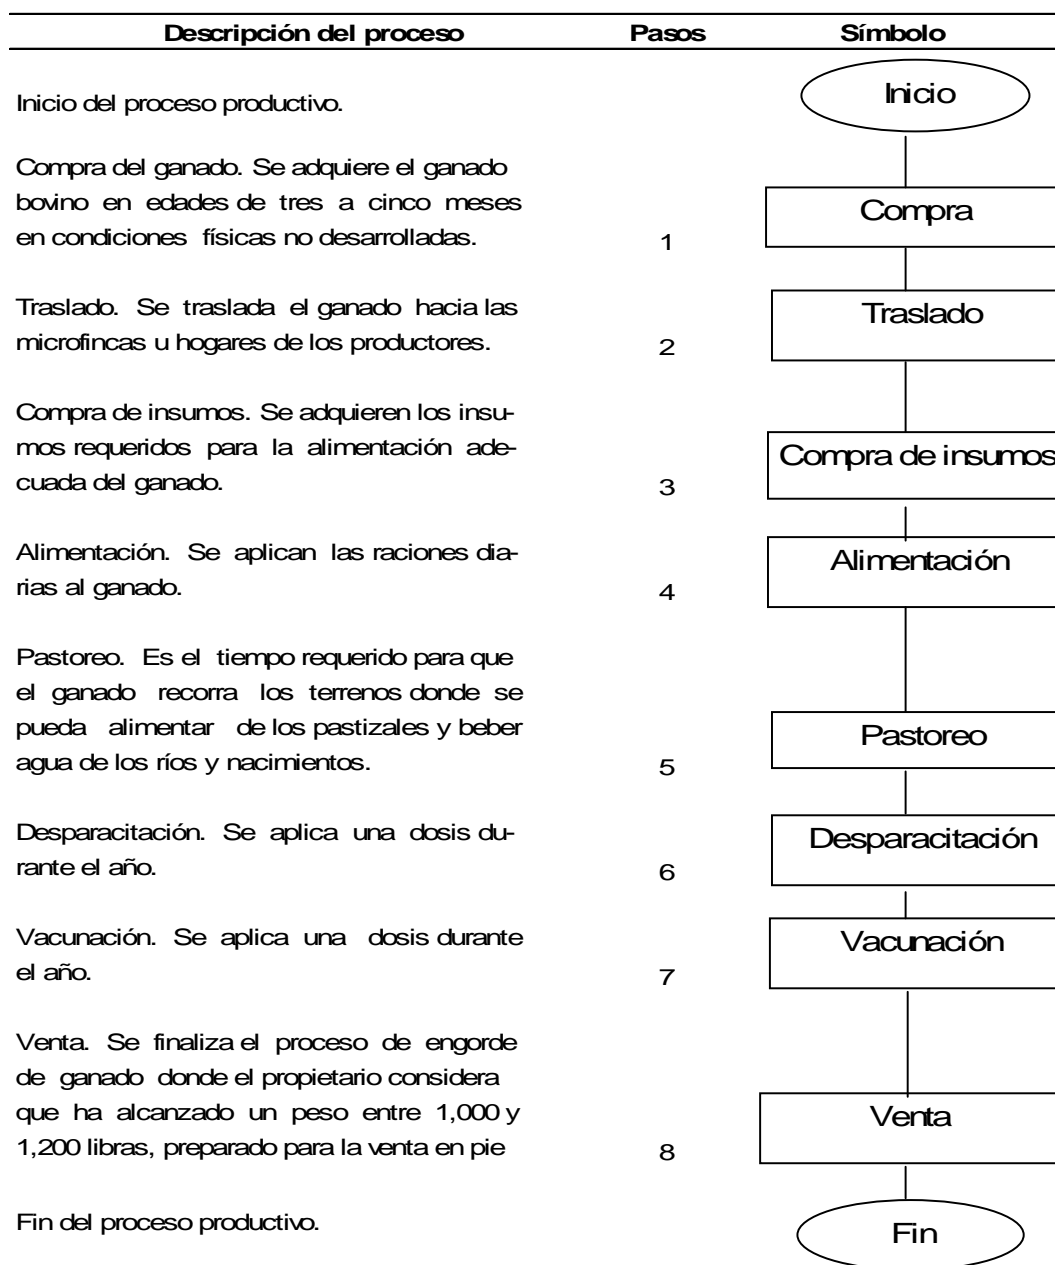 Descripción del proceso Pasos Símbolo
Inicio del proceso productivo.
Inicio
Compra del ganado. Se adquiere el ganado
bovino en edades de tres a cinco meses
en condiciones físicas no desarrolladas.
1
Compra
Traslado. Se traslada el ganado hacia las
microfincas u hogares de los productores.
2
Traslado
Compra de insumos. Se adquieren los insu-
mos requeridos para la alimentación ade-
cuada del ganado.
3
Compra de insumos
Alimentación. Se aplican las raciones dia-
rias al ganado.
4
Alimentación
Pastoreo. Es el tiempo requerido para que
el ganado recorra los terrenos donde se
pueda alimentar de los pastizales y beber
agua de los ríos y nacimientos.
5
Pastoreo
Desparacitación. Se aplica una dosis du-
rante el año.
6
Desparacitación
Vacunación. Se aplica una dosis durante
el año.
7
Vacunación
Venta. Se finaliza el proceso de engorde
de ganado donde el propietario considera
que ha alcanzado un peso entre 1,000 y
1,200 libras, preparado para la venta en pie
8
Venta
Fin del proceso productivo.
Fin